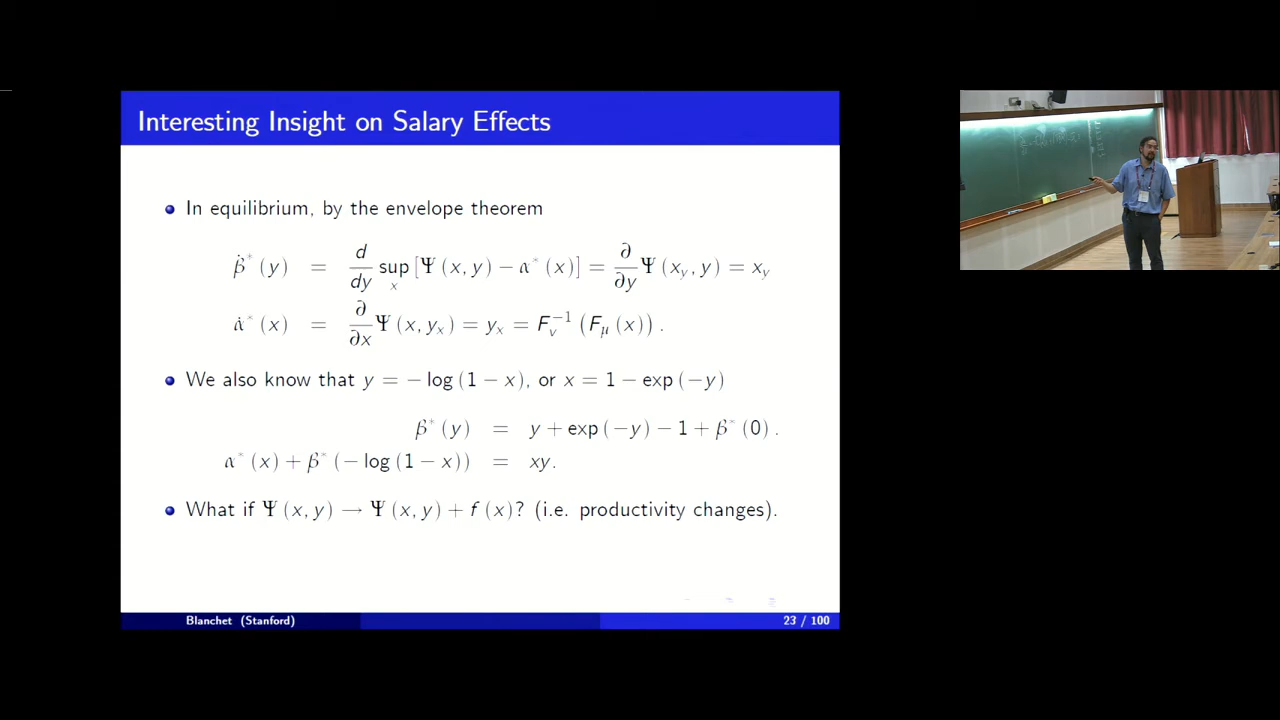 Interesting Insight on Salary Effects
In equilibrium, by the envelope theorem
β̇*(y) = d/dy sup_x [Ψ(x, y) − α*(x)] = ∂/∂y Ψ(x_y, y) = x_y
α̇*(x) = ∂/∂x Ψ(x, y_x) = y_x = F_v^{−1}(F_μ(x)).
We also know that y = − log(1 − x), or x = 1 − exp(−y)
β*(y) = y + exp(−y) − 1 + β*(0).
α*(x) + β*(− log(1 − x)) = xy.
What if Ψ(x, y) → Ψ(x, y) + f(x)? (i.e. productivity changes).
Blanchet (Stanford) 23 / 100